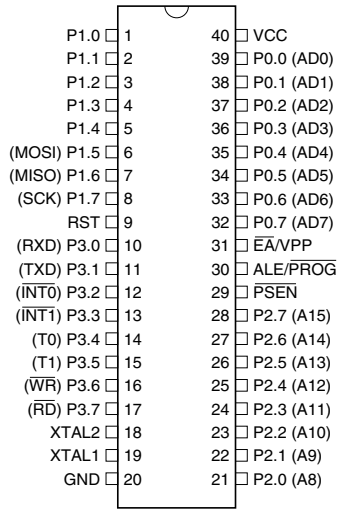 P1.0 1 40 VCC
P1.1 2 39 P0.0 (AD0)
P1.2 3 38 P0.1 (AD1)
P1.3 4 37 P0.2 (AD2)
P1.4 5 36 P0.3 (AD3)
(MOSI) P1.5 6 35 P0.4 (AD4)
(MISO) P1.6 7 34 P0.5 (AD5)
(SCK) P1.7 8 33 P0.6 (AD6)
RST 9 32 P0.7 (AD7)
(RXD) P3.0 10 31 E̅A̅/VPP
(TXD) P3.1 11 30 ALE/P̅R̅O̅G̅
(I̅N̅T̅0̅) P3.2 12 29 P̅S̅E̅N̅
(I̅N̅T̅1̅) P3.3 13 28 P2.7 (A15)
(T0) P3.4 14 27 P2.6 (A14)
(T1) P3.5 15 26 P2.5 (A13)
(W̅R̅) P3.6 16 25 P2.4 (A12)
(R̅D̅) P3.7 17 24 P2.3 (A11)
XTAL2 18 23 P2.2 (A10)
XTAL1 19 22 P2.1 (A9)
GND 20 21 P2.0 (A8)